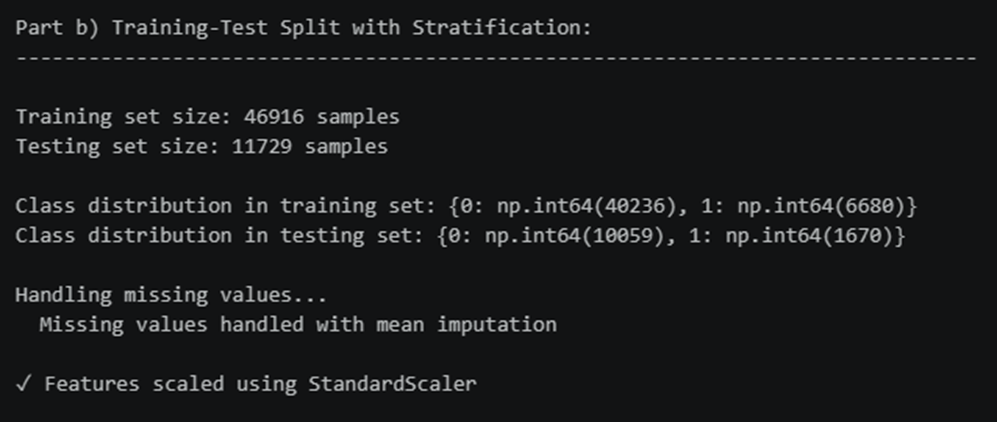 Part b) Training-Test Split with Stratification:
--------------------------------------------------------------------------------
Training set size: 46916 samples
Testing set size: 11729 samples
Class distribution in training set: {0: np.int64(40236), 1: np.int64(6680)}
Class distribution in testing set: {0: np.int64(10059), 1: np.int64(1670)}
Handling missing values...
  Missing values handled with mean imputation
✓ Features scaled using StandardScaler